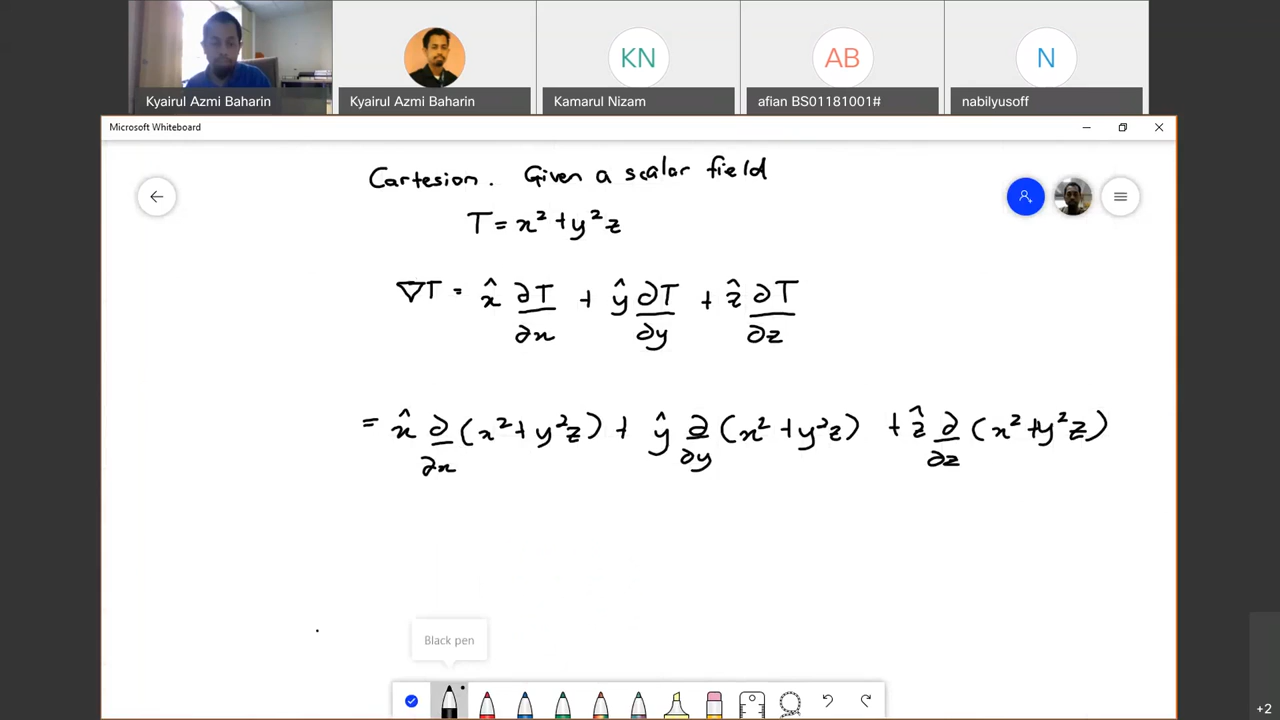 KN
AB
N
Kyairul Azmi Baharin
Kyairul Azmi Baharin
Kamarul Nizam
afian BS01181001#
nabilyusoff
Microsoft Whiteboard
Cartesion. Given a scalar field
T = x² + y²z
∇T = x̂ ∂T/∂x + ŷ ∂T/∂y + ẑ ∂T/∂z
= x̂ ∂/∂x (x² + y²z) + ŷ ∂/∂y (x² + y²z) + ẑ ∂/∂z (x² + y²z)
Black pen
+2